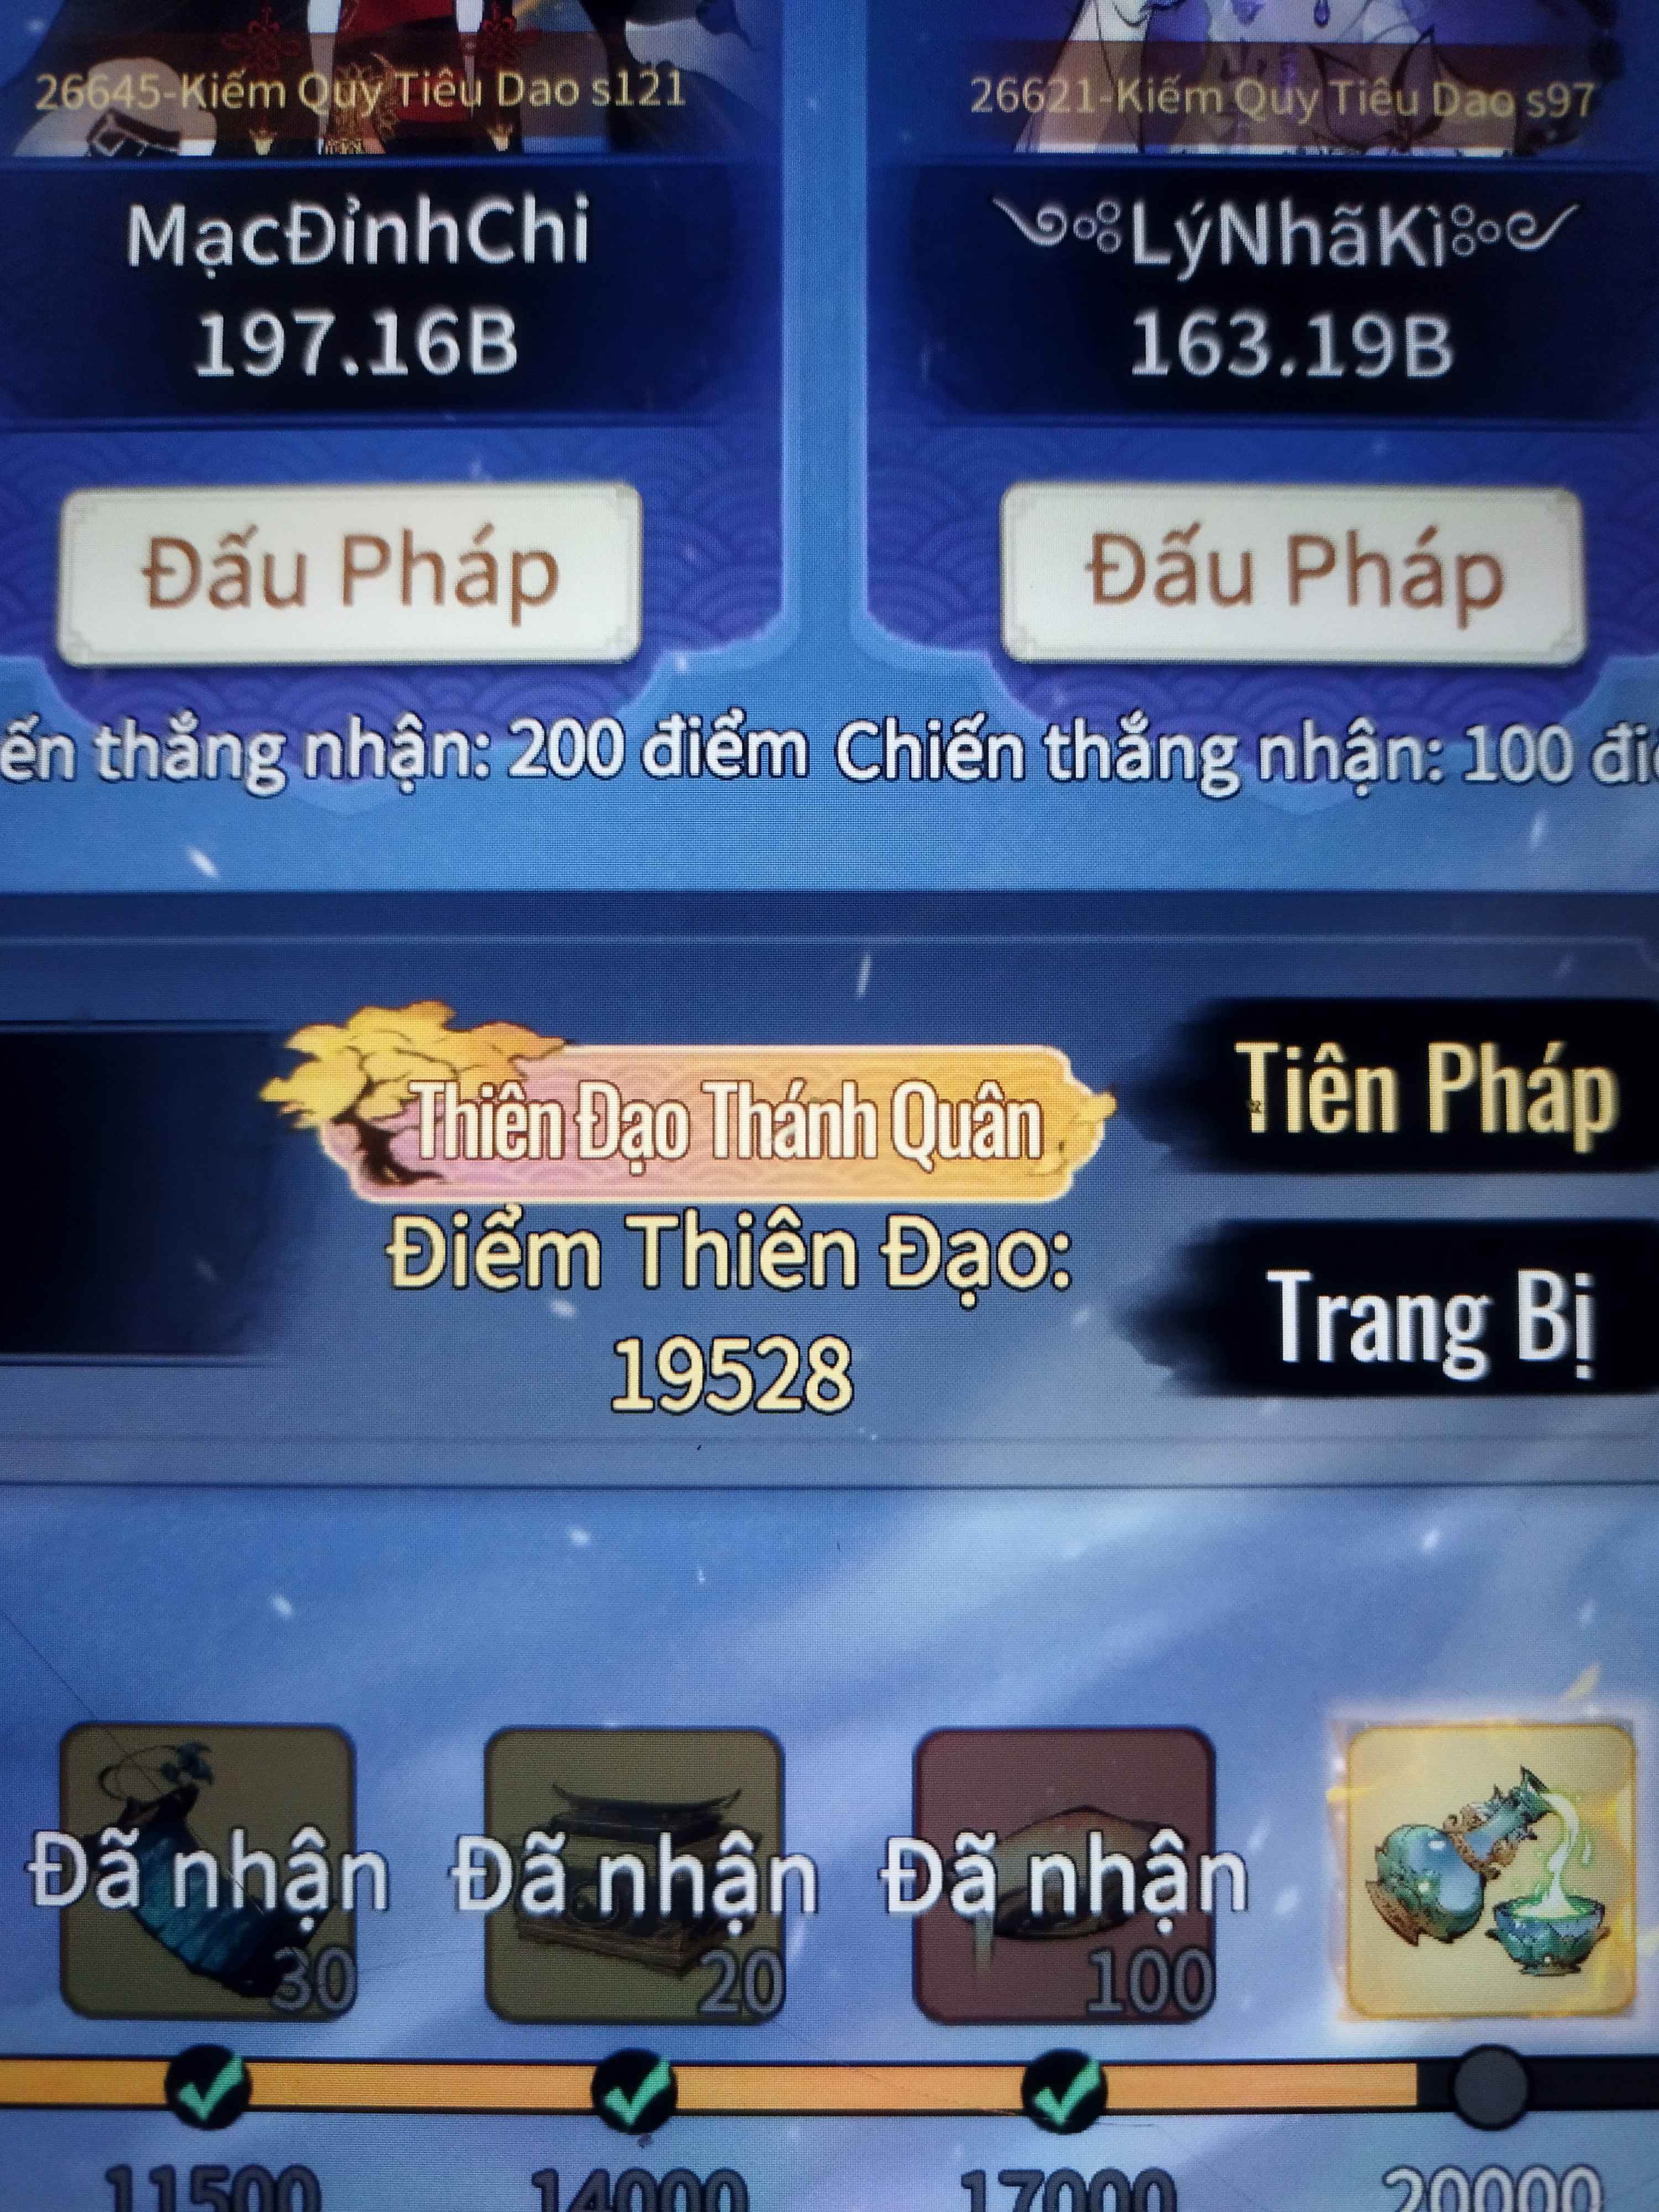 26645-Kiếm Quy Tiêu Dao s121
26621-Kiếm Quy Tiêu Dao s97
MạcĐỉnhChi
LýNhãKì
197.16B
163.19B
Đấu Pháp
Đấu Pháp
ến thắng nhận: 200 điểm
Chiến thắng nhận: 100 đi
Thiên Đạo Thánh Quân
Tiên Pháp
Điểm Thiên Đạo:
19528
Trang Bị
Đã nhận
30
Đã nhận
20
Đã nhận
100
11500
14000
17000
20000